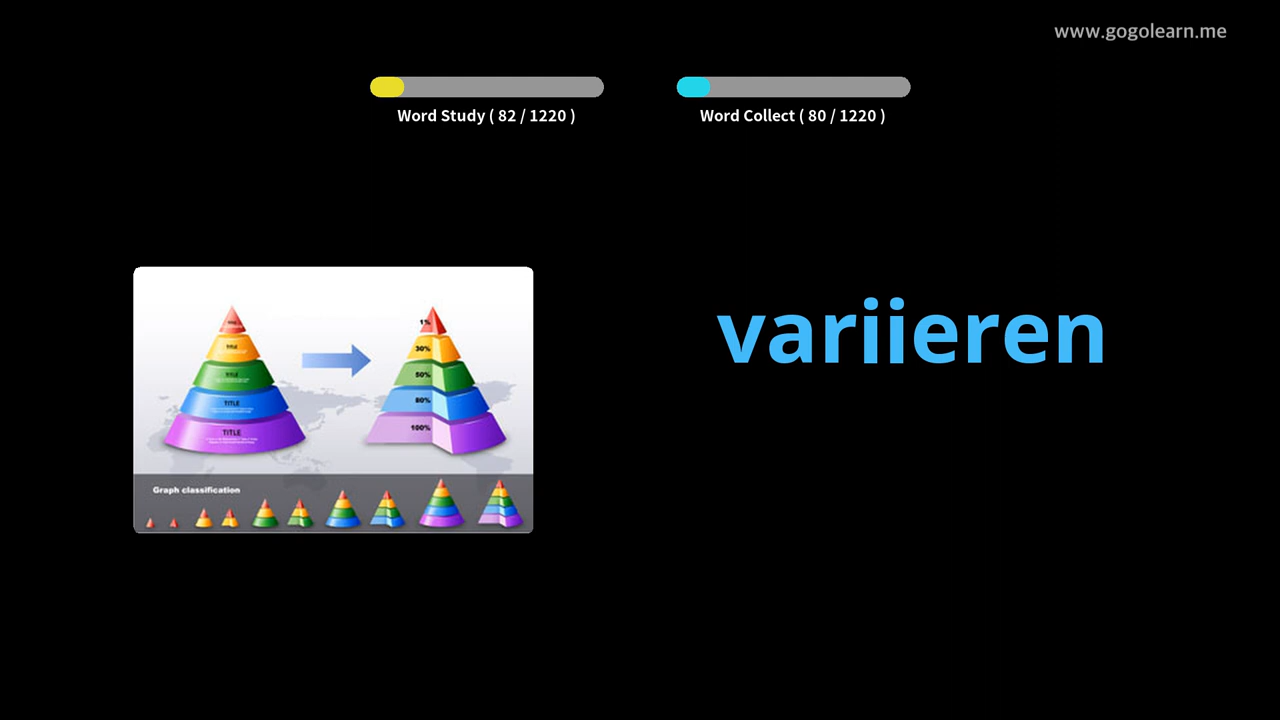 www.gogolearn.me
Word Study ( 82 / 1220 )
Word Collect ( 80 / 1220 )
variieren
TITLE
TITLE
TITLE
TITLE
1%
30%
50%
80%
100%
Graph classification